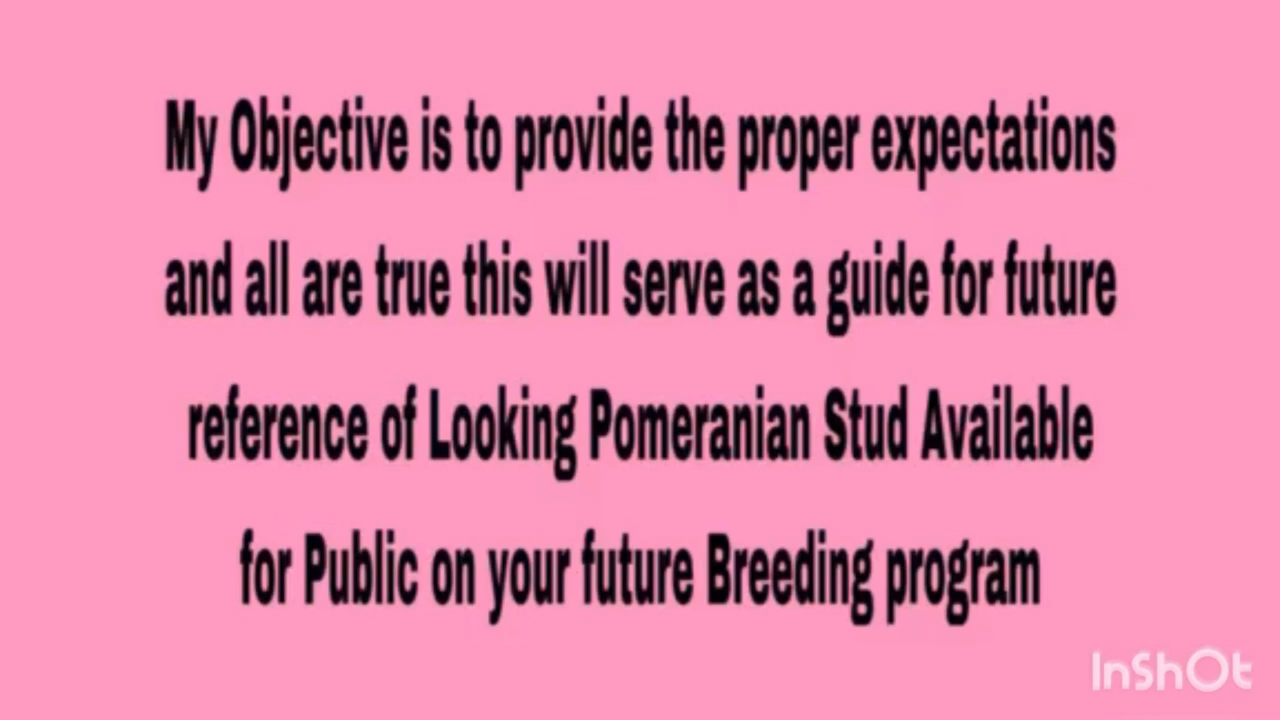 My Objective is to provide the proper expectations
and all are true this will serve as a guide for future
reference of Looking Pomeranian Stud Available
for Public on your future Breeding program
InShOt